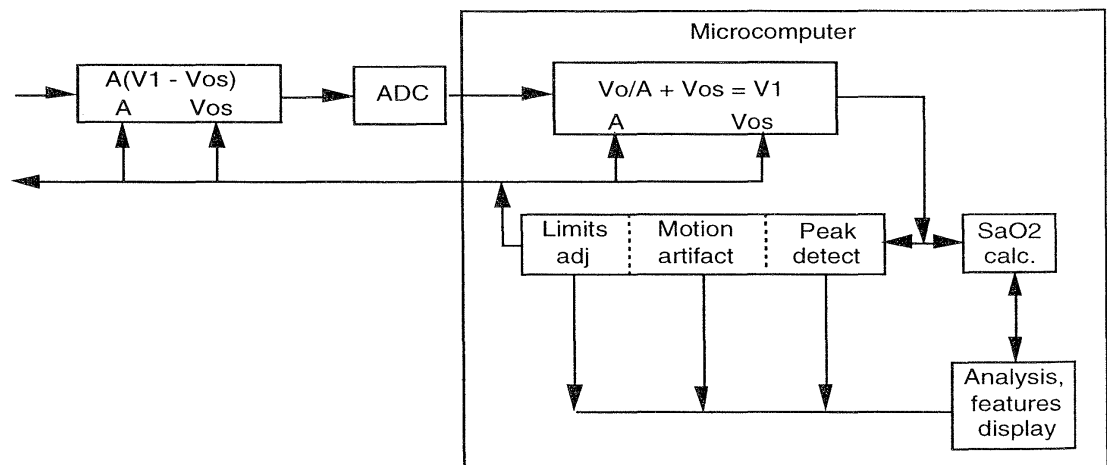 Microcomputer
A(V1 - Vos)
A Vos
ADC
Vo/A + Vos = V1
A Vos
Limits
adj
Motion
artifact
Peak
detect
SaO2
calc.
Analysis,
features
display